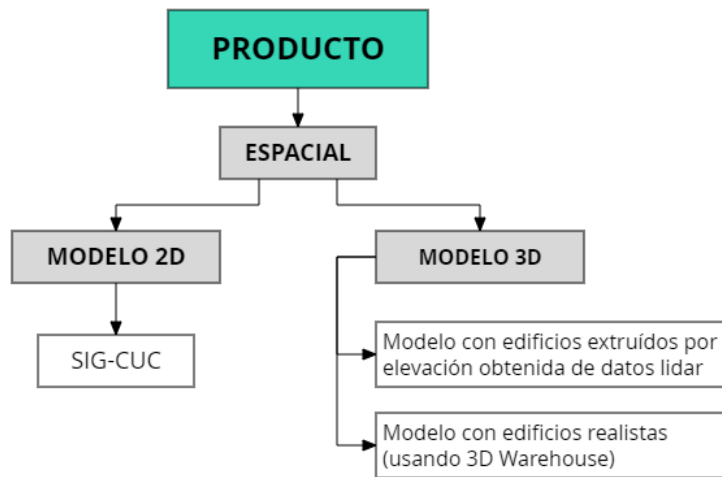 PRODUCTO
ESPACIAL
MODELO 2D
MODELO 3D
SIG-CUC
Modelo con edificios extruídos por
elevación obtenida de datos lidar
Modelo con edificios realistas
(usando 3D Warehouse)